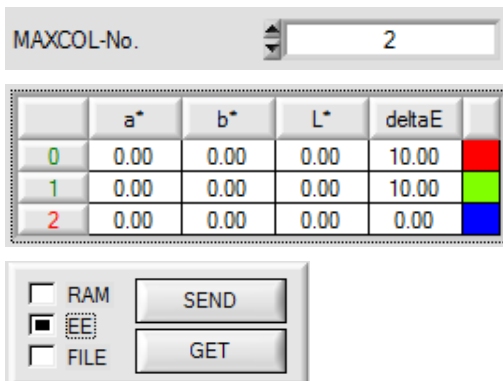 MAXCOL-No. 2
a* b* L* deltaE
0 0.00 0.00 0.00 10.00
1 0.00 0.00 0.00 10.00
2 0.00 0.00 0.00 0.00
RAM SEND
EE
FILE GET